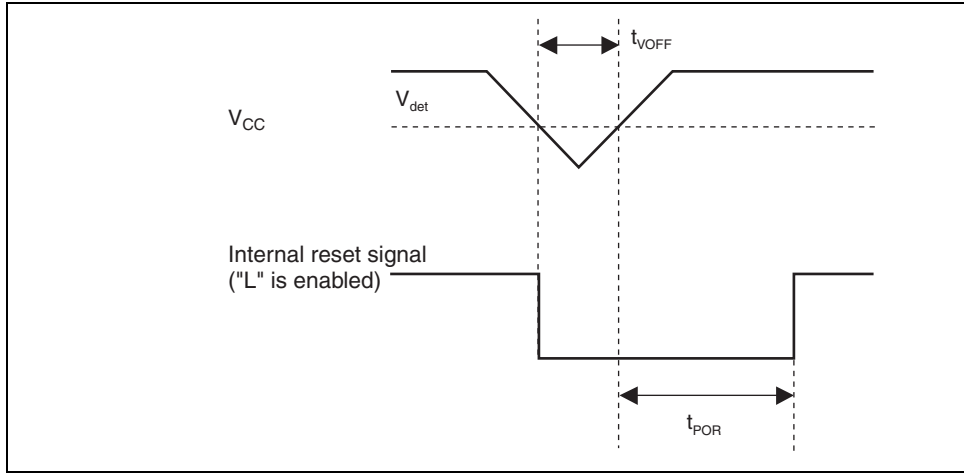 tVOFF
Vdet
VCC
Internal reset signal
("L" is enabled)
tPOR